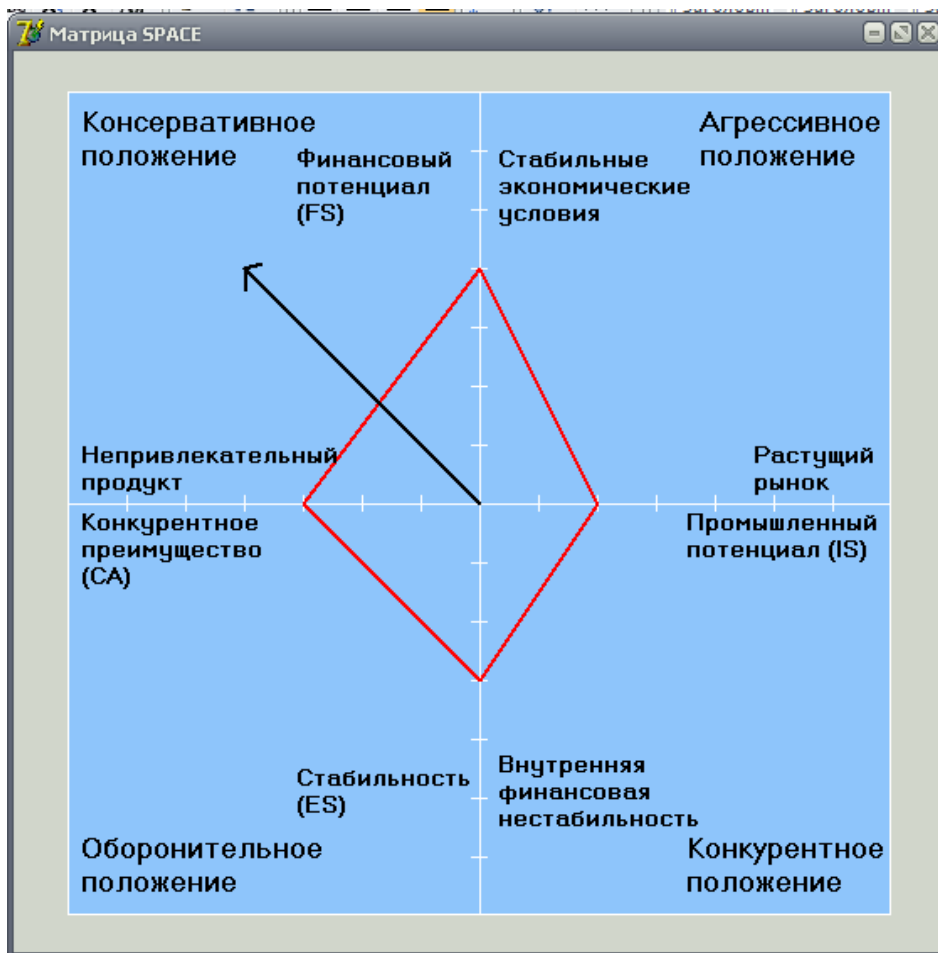 Матрица SPACE
Консервативное
положение
Финансовый
потенциал
(FS)
Стабильные
экономические
условия
Агрессивное
положение
Непривлекательный
продукт
Растущий
рынок
Конкурентное
преимущество
(CA)
Промышленный
потенциал (IS)
Стабильность
(ES)
Внутренняя
финансовая
нестабильность
Оборонительное
положение
Конкурентное
положение